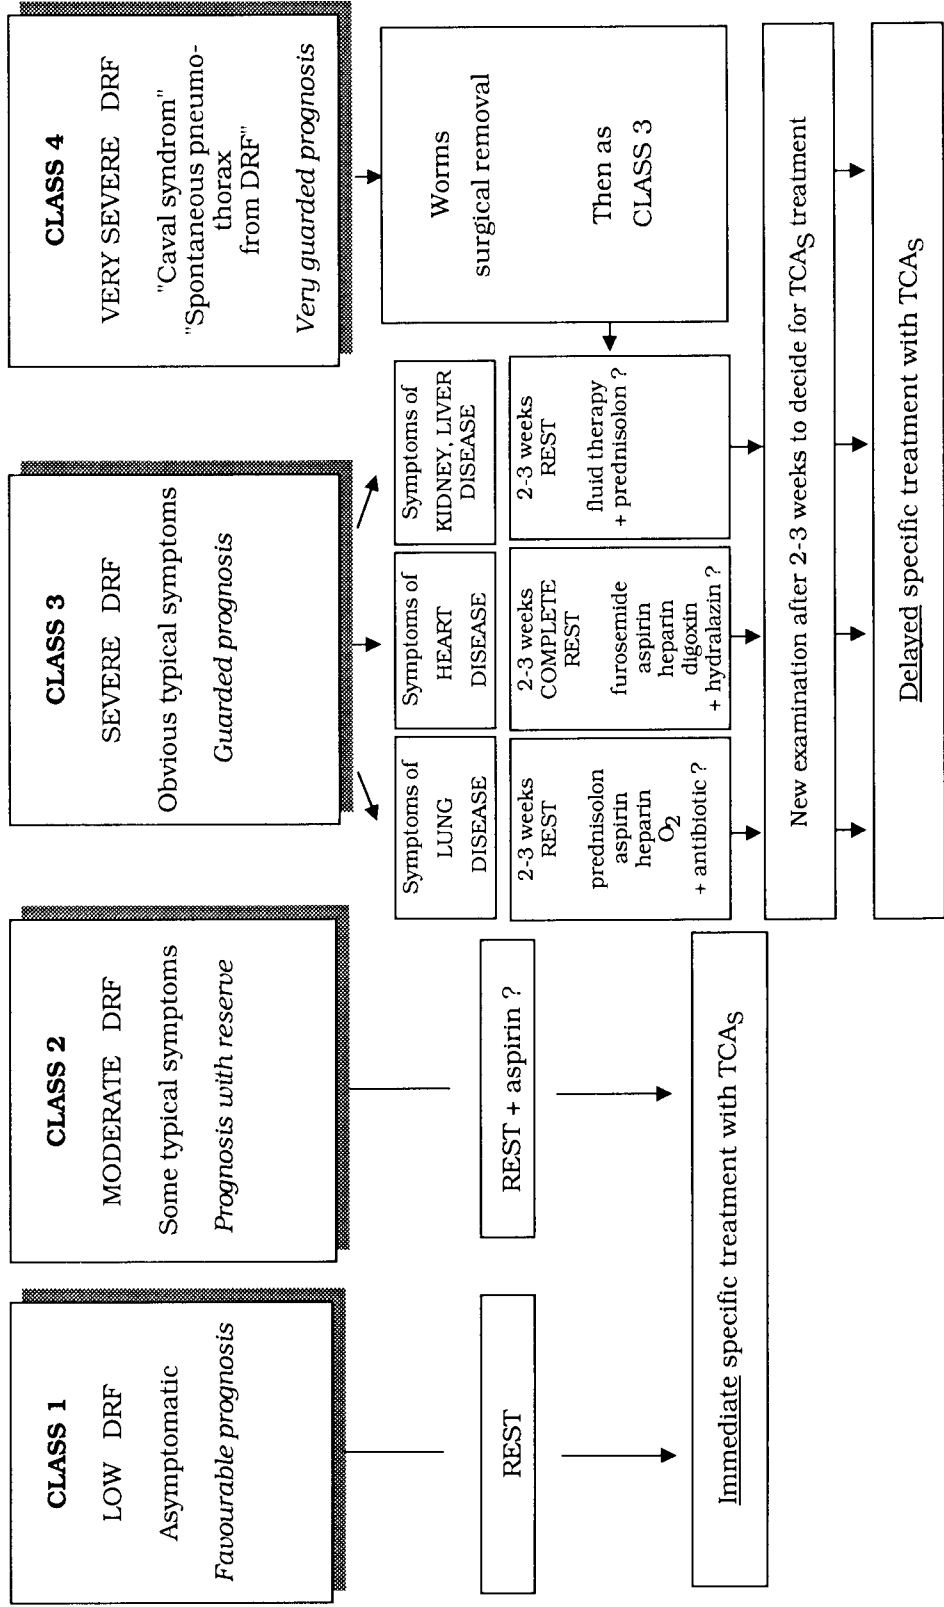 CLASS 1
LOW DRF
Asymptomatic
Favourable prognosis
REST
CLASS 2
MODERATE DRF
Some typical symptoms
Prognosis with reserve
REST + aspirin ?
Immediate specific treatment with TCAS
CLASS 3
SEVERE DRF
Obvious typical symptoms
Guarded prognosis
Symptoms of
LUNG
DISEASE
2-3 weeks
REST
prednisolon
aspirin
heparin
O2
+ antibiotic ?
Symptoms of
HEART
DISEASE
2-3 weeks
COMPLETE
REST
furosemide
aspirin
heparin
digoxin
+ hydralazin ?
Symptoms of
KIDNEY, LIVER
DISEASE
2-3 weeks
REST
fluid therapy
+ prednisolon ?
CLASS 4
VERY SEVERE DRF
"Caval syndrom"
"Spontaneous pneumo-
thorax
from DRF"
Very guarded prognosis
Worms
surgical removal
Then as
CLASS 3
New examination after 2-3 weeks to decide for TCAS treatment
Delayed specific treatment with TCAS